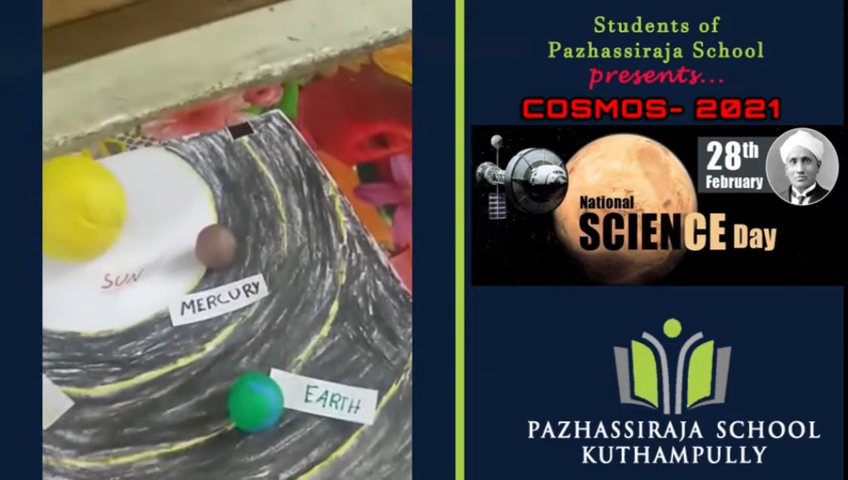 SUN
MERCURY
EARTH
Students of
Pazhassiraja School
presents...
COSMOS- 2021
28th
February
National
SCIENCE Day
PAZHASSIRAJA SCHOOL
KUTHAMPULLY